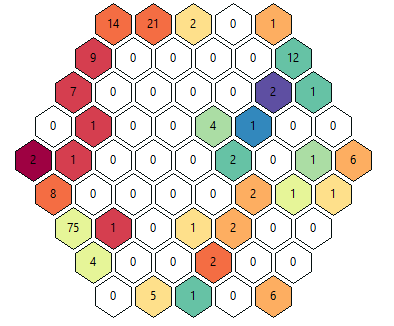 14 21 2 0 1
9 0 0 0 0 12
7 0 0 0 0 2 1
0 1 0 0 4 1 0 0
2 1 0 0 0 2 0 1 6
8 0 0 0 0 2 1 1
75 1 0 1 2 0 0
4 0 0 2 0 0
0 5 1 0 6